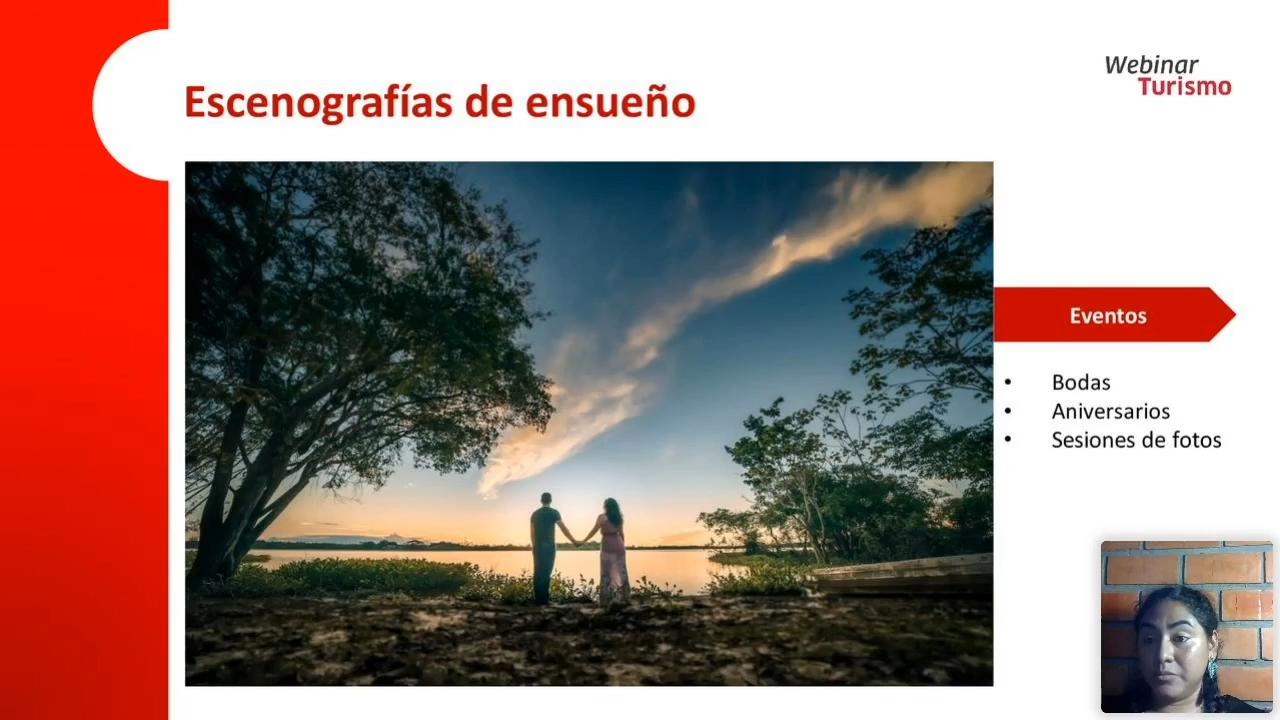 Webinar
Turismo
Escenografías de ensueño
Eventos
• Bodas
• Aniversarios
• Sesiones de fotos